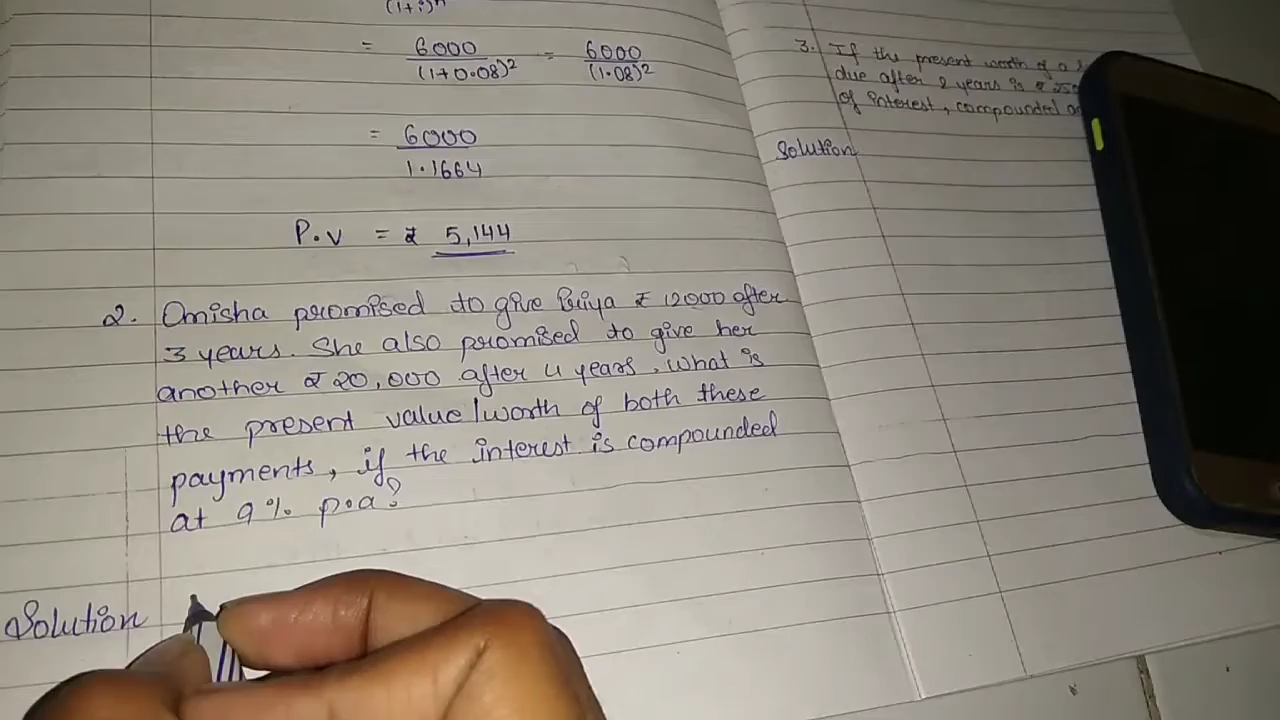 (1+i)ⁿ
= 6000 / (1+0.08)² = 6000 / (1.08)²
= 6000 / 1.1664
P.V = ₹ 5,144
2. Omisha promised to give Priya ₹ 12000 after
3 years. She also promised to give her
another ₹ 20,000 after 4 years. What is
the present value/worth of both these
payments, if the interest is compounded
at 9% p.a?
Solution
3. If the present worth of a
due after 2 years is ₹
of interest, compounded
Solution